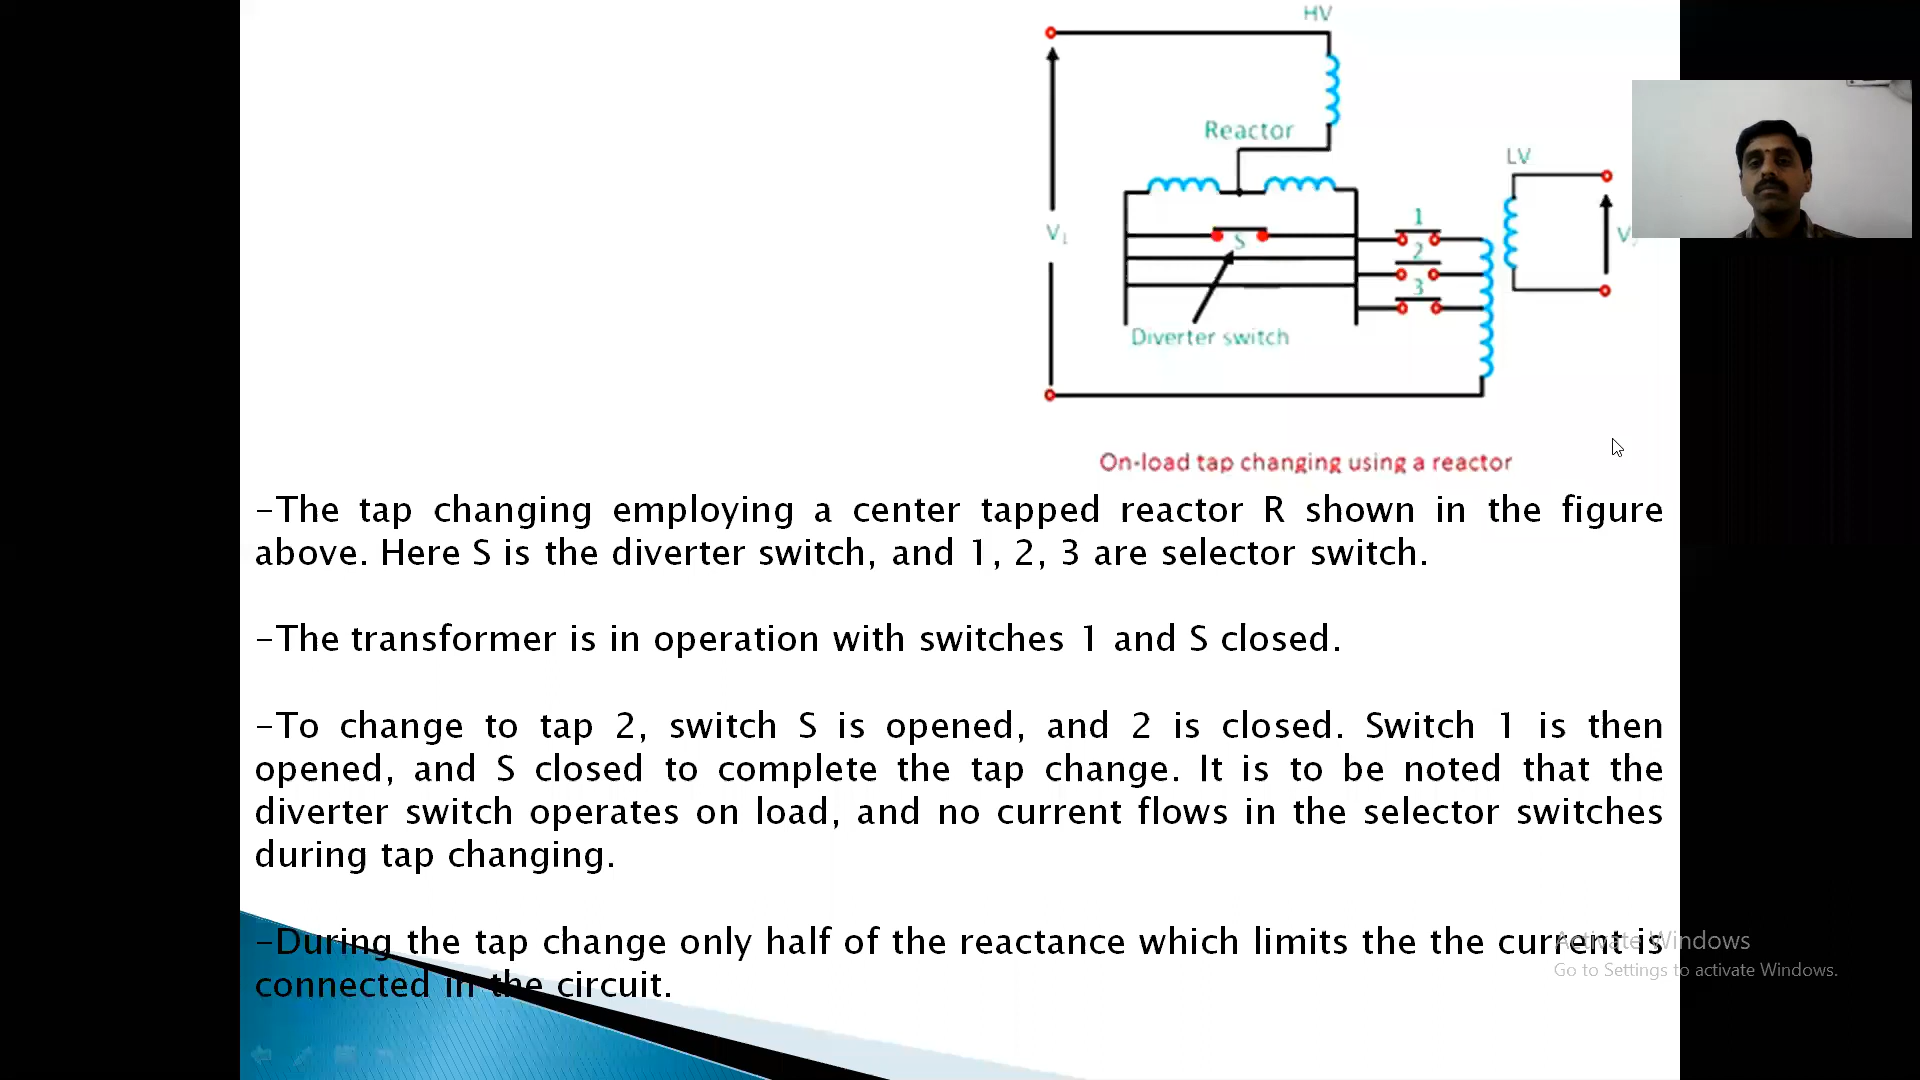 HV
Reactor
LV
V₁
1
S
2
V
3
Diverter switch
On-load tap changing using a reactor
-The tap changing employing a center tapped reactor R shown in the figure
above. Here S is the diverter switch, and 1, 2, 3 are selector switch.
-The transformer is in operation with switches 1 and S closed.
-To change to tap 2, switch S is opened, and 2 is closed. Switch 1 is then
opened, and S closed to complete the tap change. It is to be noted that the
diverter switch operates on load, and no current flows in the selector switches
during tap changing.
-During the tap change only half of the reactance which limits the the current is
connected in the circuit.
Activate Windows
Go to Settings to activate Windows.